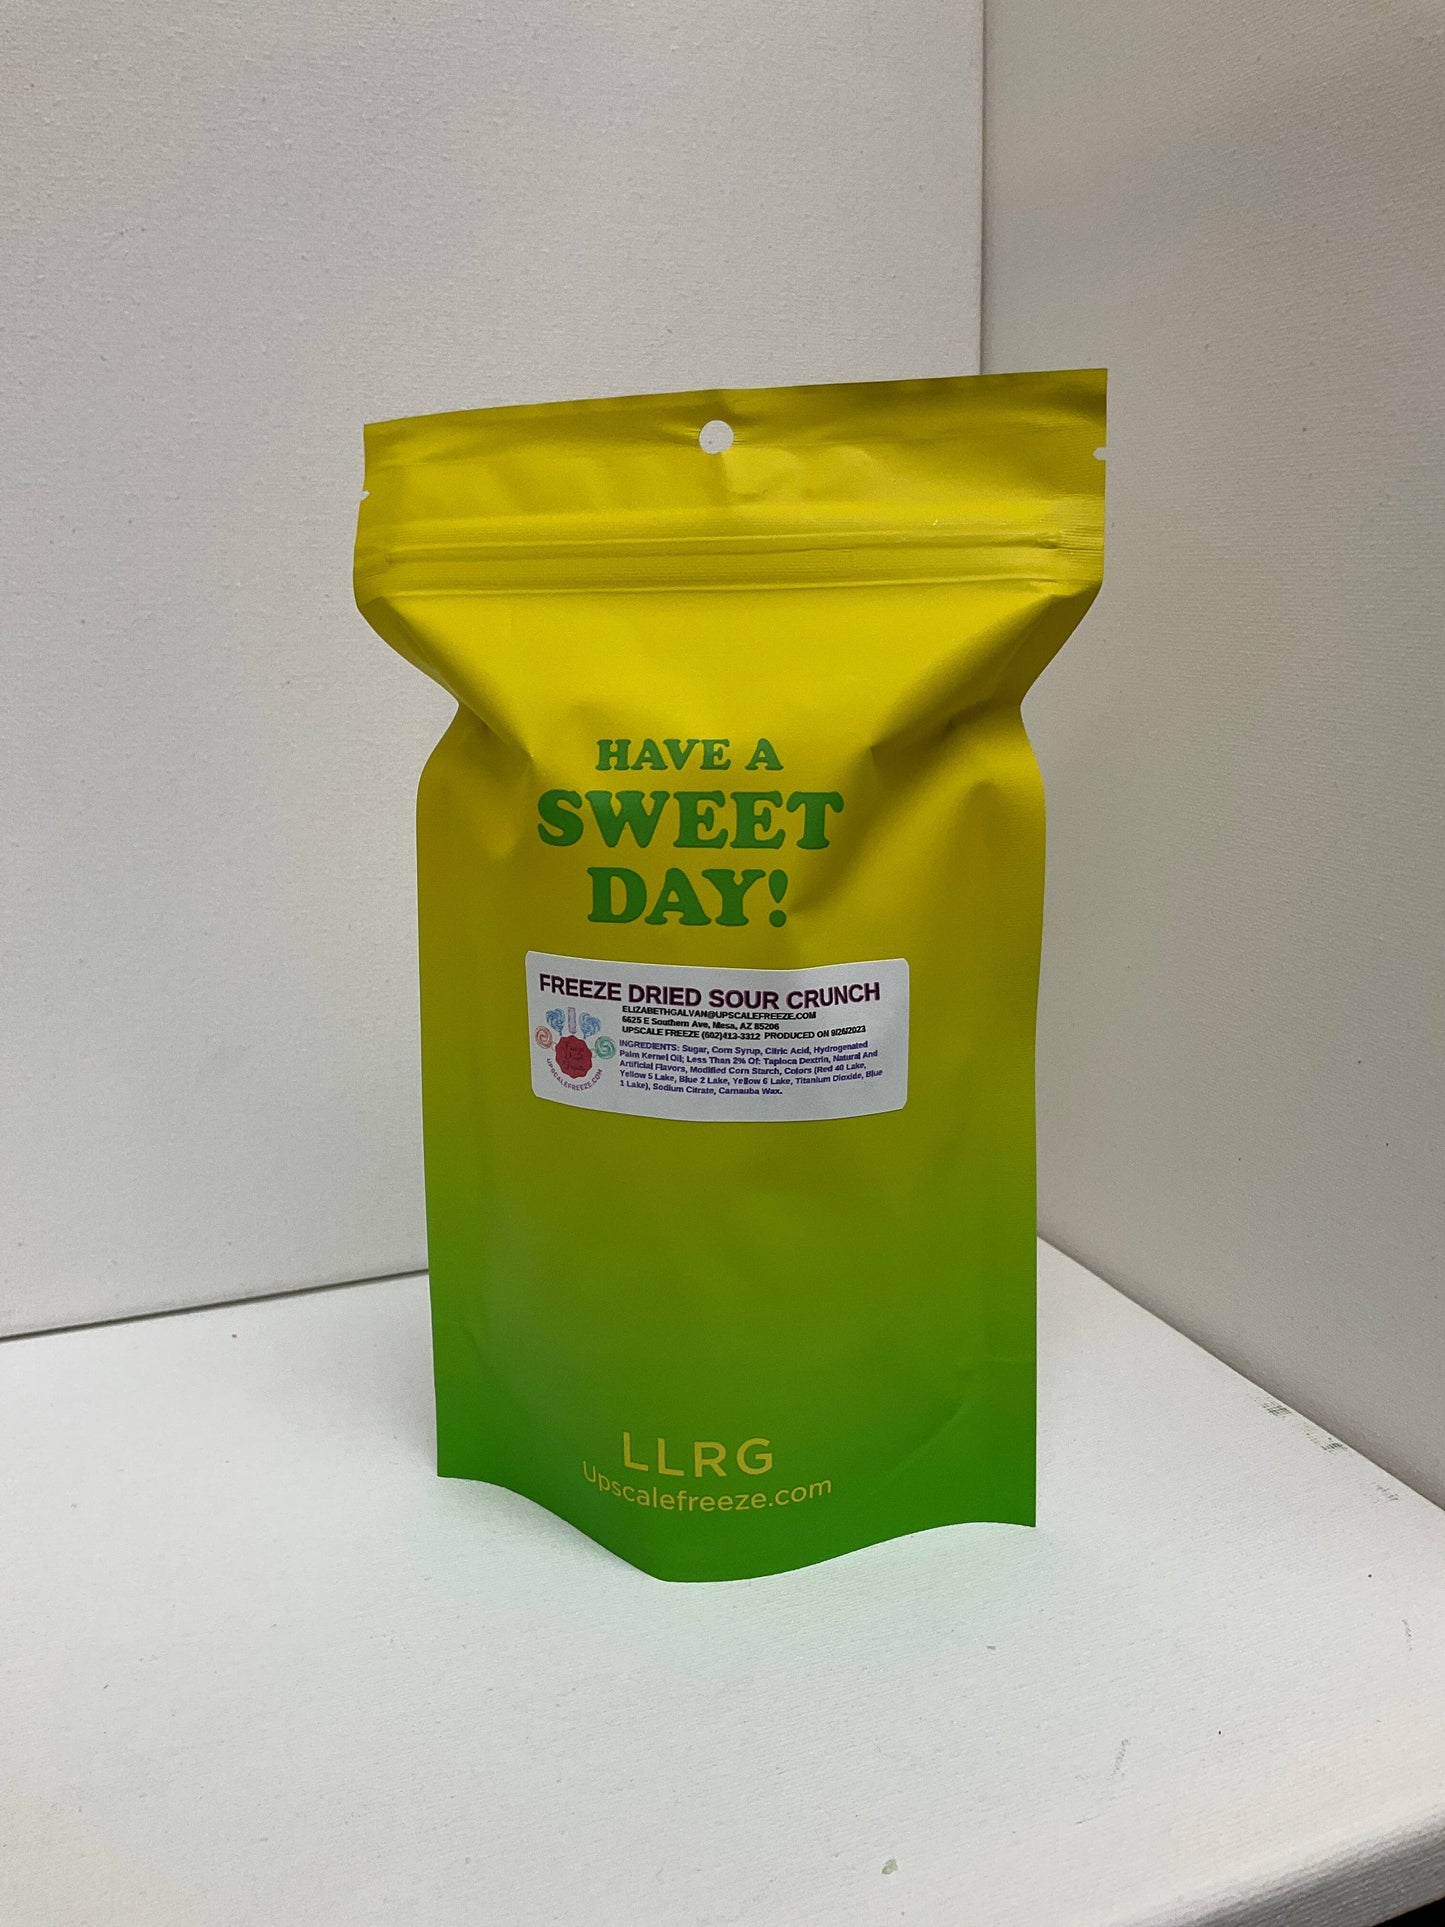 HAVE A
SWEET
DAY!
FREEZE DRIED SOUR CRUNCH
ELIZABETHGALVAN@UPSCALEFREEZE.COM
6625 E Southern Ave, Mesa, AZ 85206
UPSCALE FREEZE (602)413-3312 PRODUCED ON 9/26/2023
INGREDIENTS: Sugar, Corn Syrup, Citric Acid, Hydrogenated
Palm Kernel Oil; Less Than 2% Of: Tapioca Dextrin, Natural And
Artificial Flavors, Modified Corn Starch, Colors (Red 40 Lake,
Yellow 5 Lake, Blue 2 Lake, Yellow 6 Lake, Titanium Dioxide, Blue
1 Lake), Sodium Citrate, Carnauba Wax.
Dried
UPSCALEFREEZE.COM
LLRG
Upscalefreeze.com